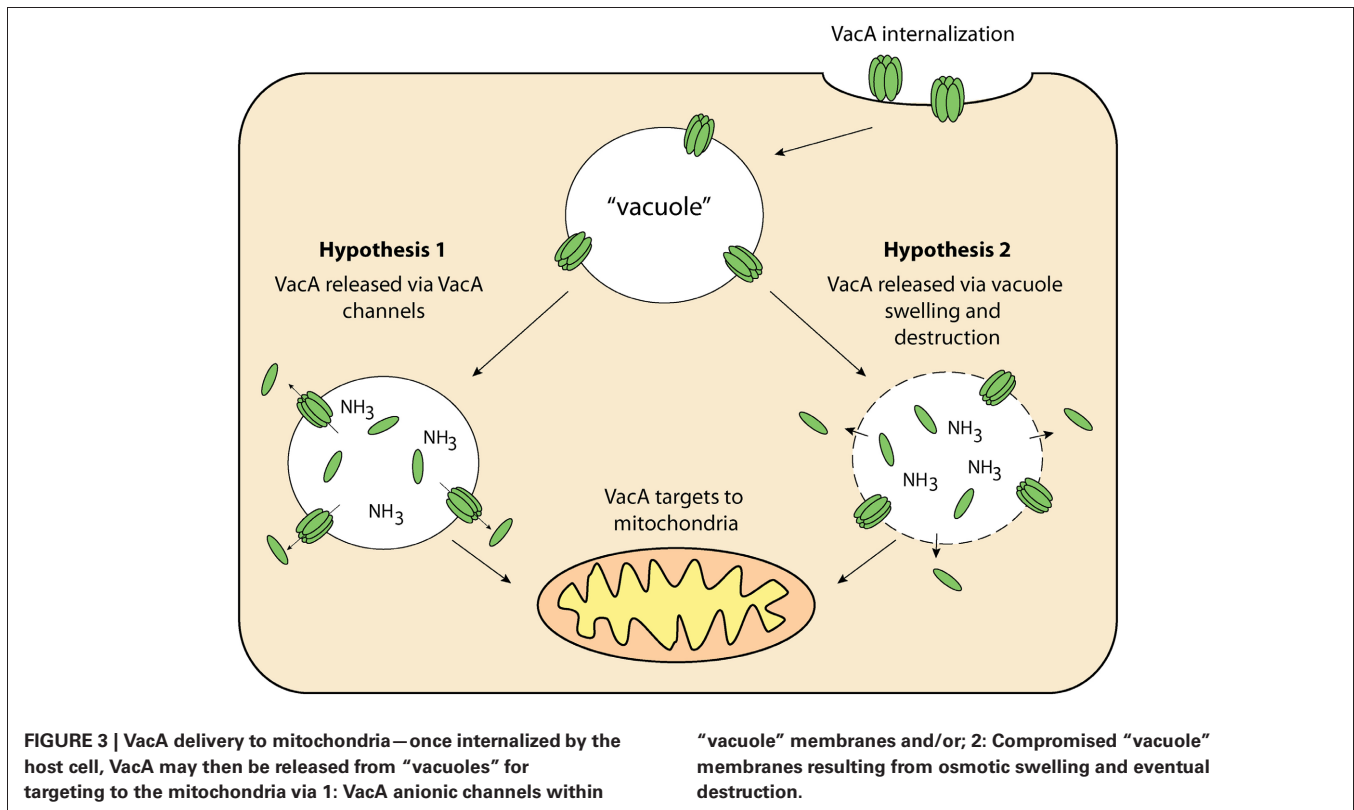 VacA internalization
“vacuole”
Hypothesis 1
VacA released via VacA
channels
Hypothesis 2
VacA released via vacuole
swelling and
destruction
NH3
NH3
NH3
NH3
NH3
NH3
VacA targets to
mitochondria
FIGURE 3 | VacA delivery to mitochondria—once internalized by the
host cell, VacA may then be released from “vacuoles” for
targeting to the mitochondria via 1: VacA anionic channels within
“vacuole” membranes and/or; 2: Compromised “vacuole”
membranes resulting from osmotic swelling and eventual
destruction.